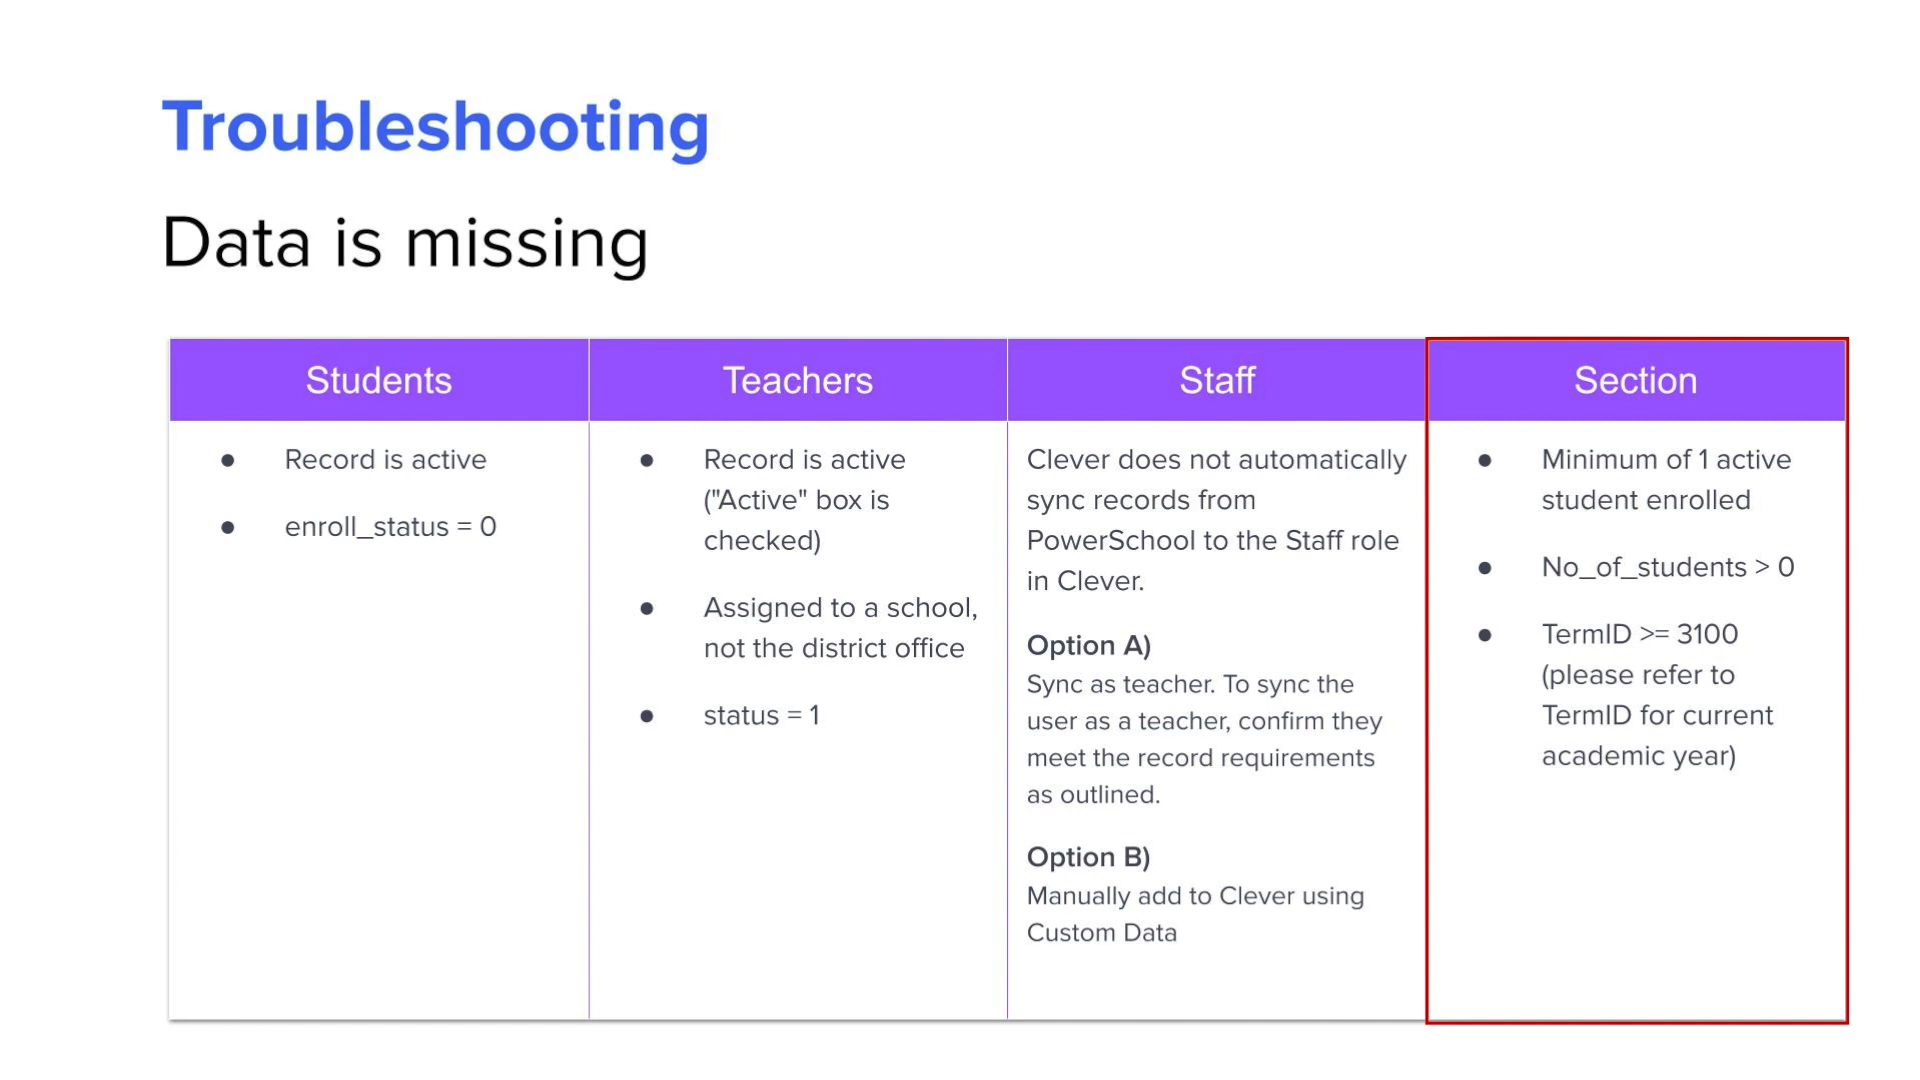 Troubleshooting
Data is missing
Students
● Record is active
● enroll_status = 0
Teachers
● Record is active
("Active" box is
checked)
● Assigned to a school,
not the district office
● status = 1
Staff
Clever does not automatically
sync records from
PowerSchool to the Staff role
in Clever.
Option A)
Sync as teacher. To sync the
user as a teacher, confirm they
meet the record requirements
as outlined.
Option B)
Manually add to Clever using
Custom Data
Section
● Minimum of 1 active
student enrolled
● No_of_students > 0
● TermID >= 3100
(please refer to
TermID for current
academic year)